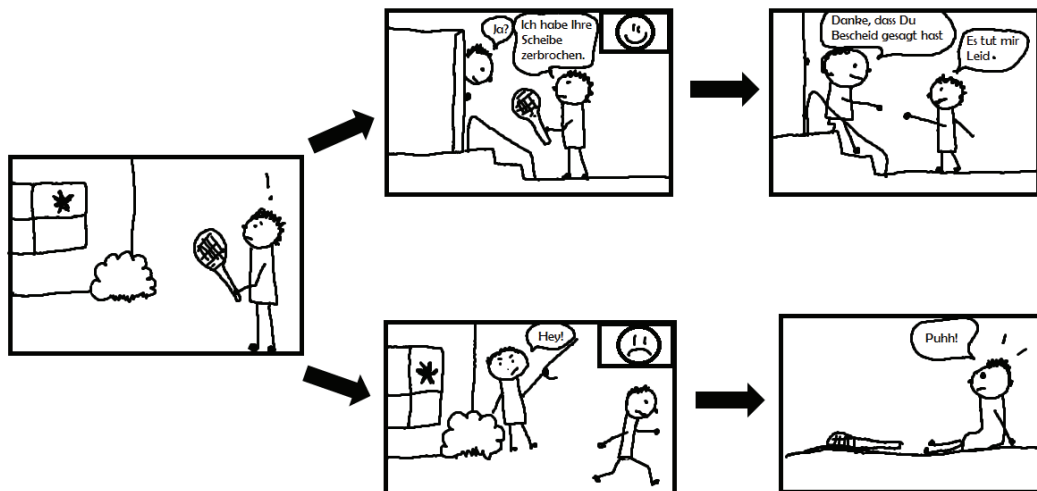 Ja?
Ich habe Ihre
Scheibe
zerbrochen.
Danke, dass Du
Bescheid gesagt hast
Es tut mir
Leid.
Hey!
Puhh!